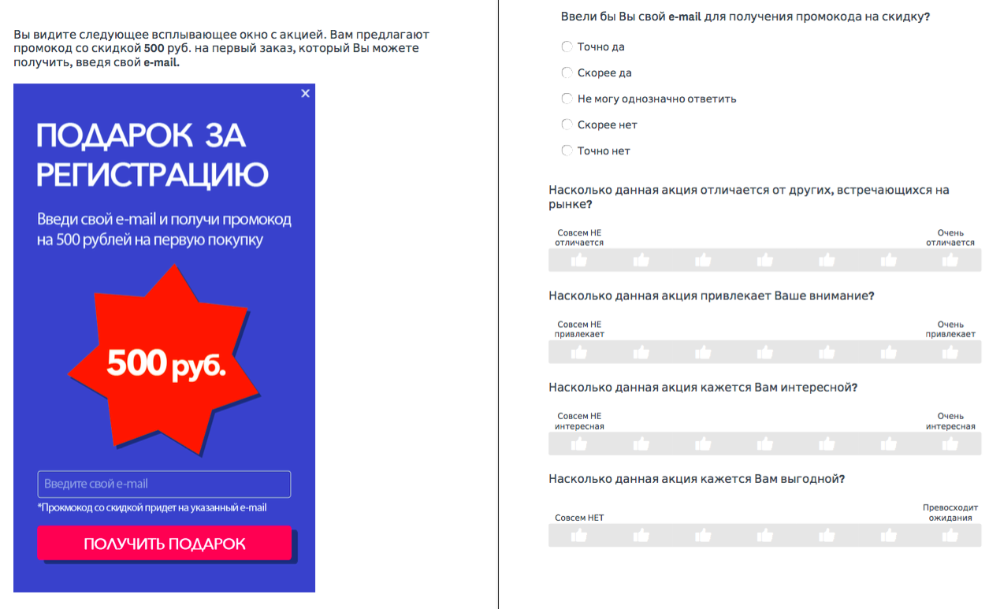 Вы видите следующее всплывающее окно с акцией. Вам предлагают
промокод со скидкой 500 руб. на первый заказ, который Вы можете
получить, введя свой e-mail.
x
ПОДАРОК ЗА
РЕГИСТРАЦИЮ
Введи свой e-mail и получи промокод
на 500 рублей на первую покупку
500 руб.
Введите свой e-mail
*Прокмокод со скидкой придет на указанный e-mail
ПОЛУЧИТЬ ПОДАРОК
Ввели бы Вы свой e-mail для получения промокода на скидку?
Точно да
Скорее да
Не могу однозначно ответить
Скорее нет
Точно нет
Насколько данная акция отличается от других, встречающихся на
рынке?
Совсем НЕ
отличается
Очень
отличается
Насколько данная акция привлекает Ваше внимание?
Совсем НЕ
привлекает
Очень
привлекает
Насколько данная акция кажется Вам интересной?
Совсем НЕ
интересная
Очень
интересная
Насколько данная акция кажется Вам выгодной?
Совсем НЕТ
Превосходит
ожидания